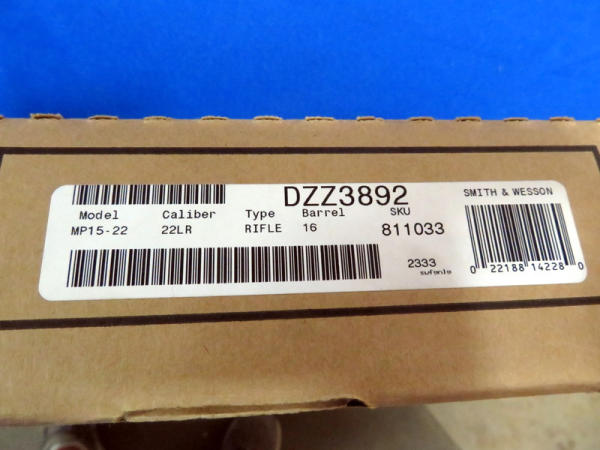 DZZ3892
SMITH & WESSON
Model Caliber Type Barrel SKU
MP15-22 22LR RIFLE 16 811033
2333
swfenle
0 22188 14228 0